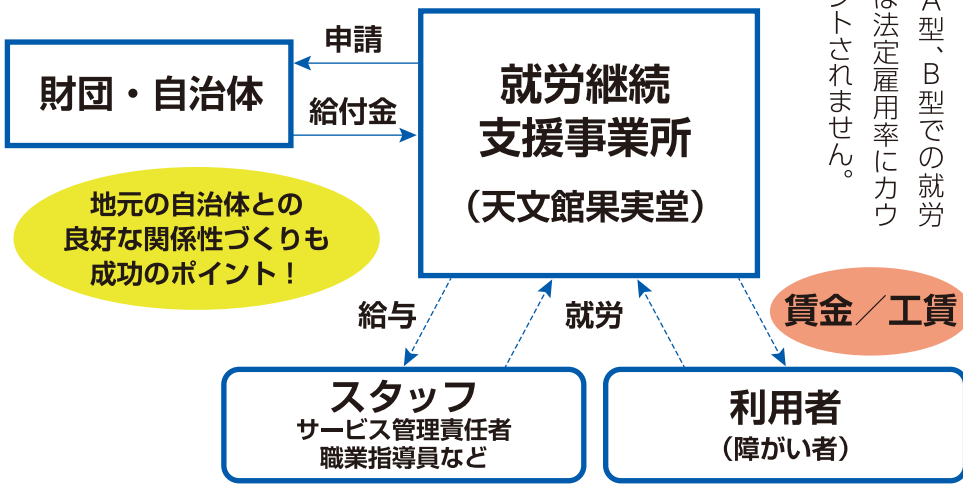 A型、B型での就労
は法定雇用率にカウ
ントされません。
申請
財団・自治体
給付金
就労継続
支援事業所
（天文館果実堂）
地元の自治体との
良好な関係性づくりも
成功のポイント！
給与
就労
賃金／工賃
スタッフ
サービス管理責任者
職業指導員など
利用者
（障がい者）